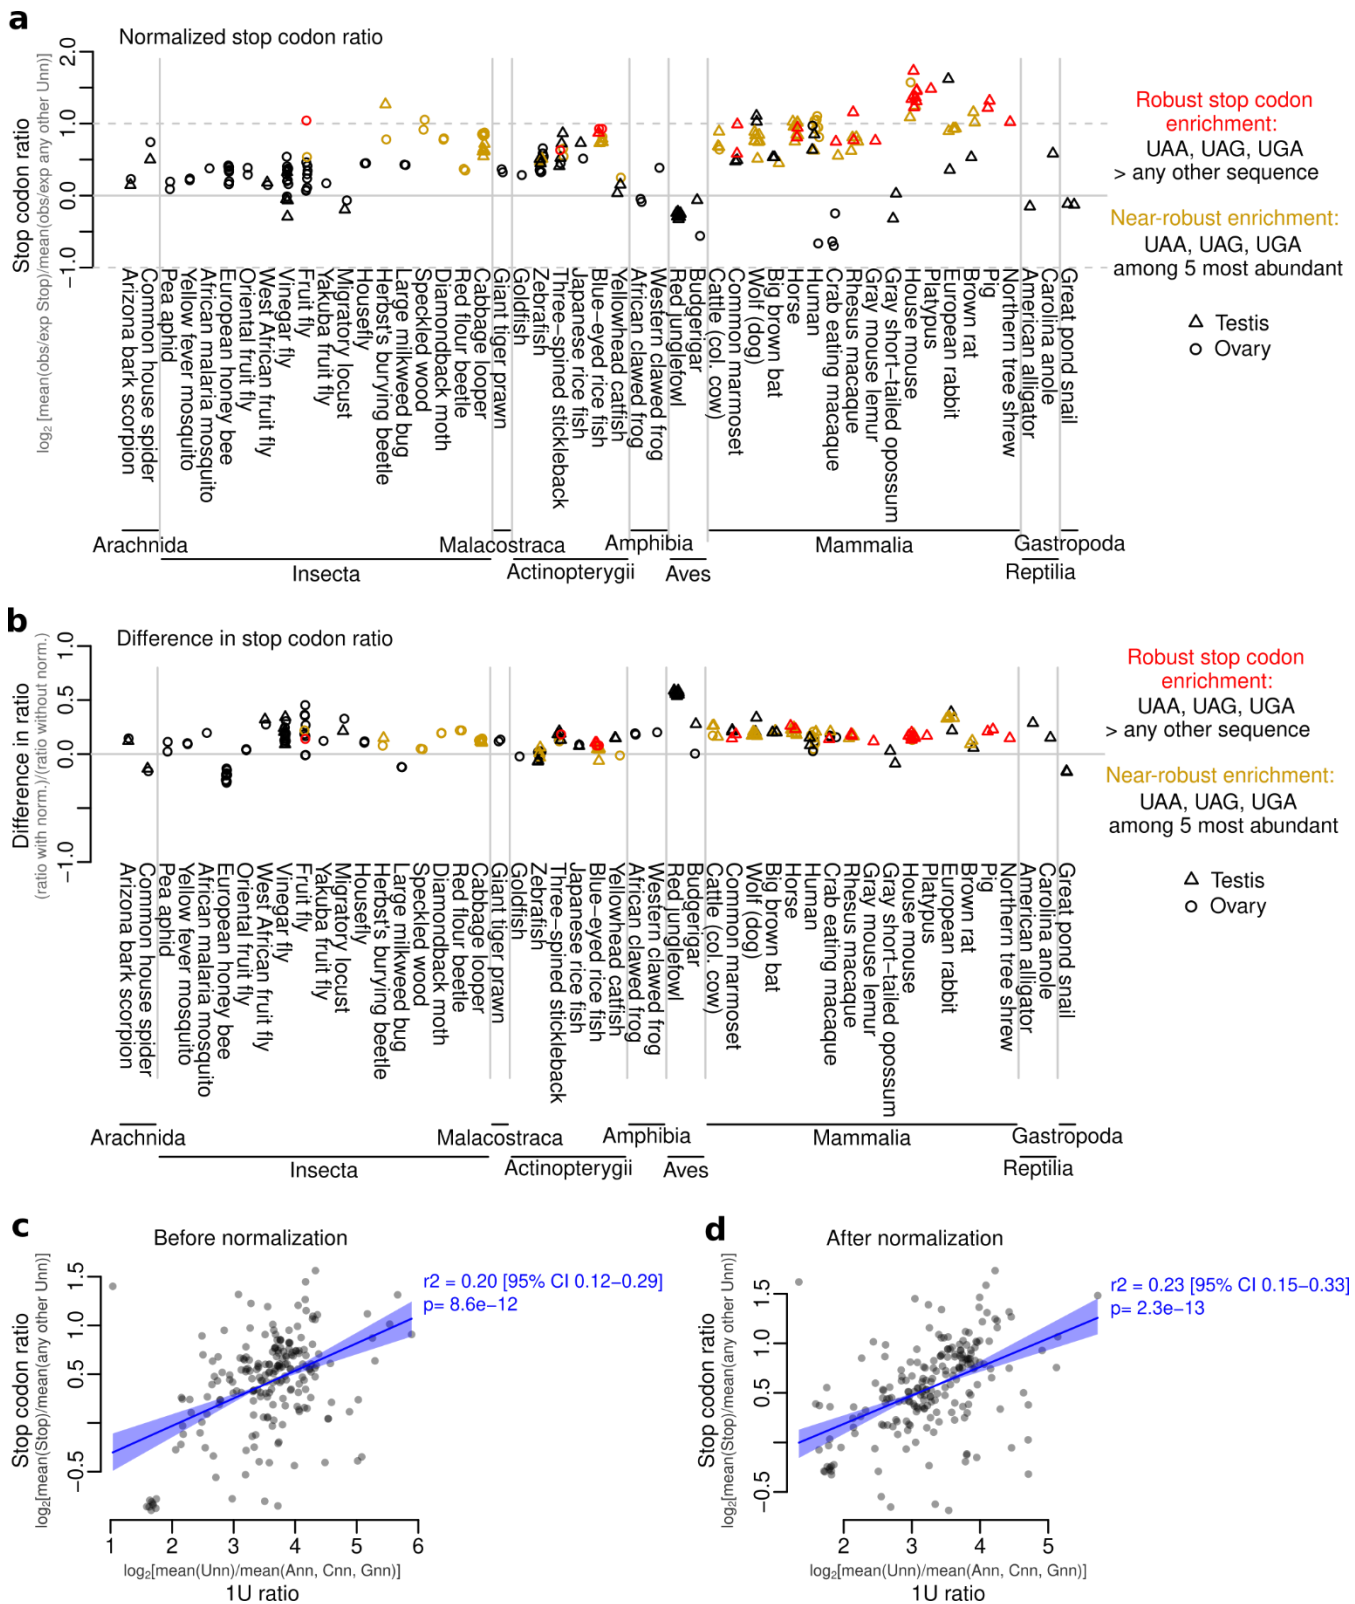 a
Normalized stop codon ratio
Stop codon ratio
log2 [mean(obs/exp Stop)/mean(obs/exp any other Unn)]
2.0
1.0
0.0
−1.0
Robust stop codon
enrichment:
UAA, UAG, UGA
> any other sequence
Near-robust enrichment:
UAA, UAG, UGA
among 5 most abundant
Testis
Ovary
Arizona bark scorpion
Common house spider
Pea aphid
Yellow fever mosquito
African malaria mosquito
European honey bee
Oriental fruit fly
West African fruit fly
Vinegar fly
Fruit fly
Yakuba fruit fly
Migratory locust
Housefly
Herbst's burying beetle
Large milkweed bug
Speckled wood
Diamondback moth
Red flour beetle
Cabbage looper
Giant tiger prawn
Goldfish
Zebrafish
Three−spined stickleback
Japanese rice fish
Blue−eyed rice fish
Yellowhead catfish
African clawed frog
Western clawed frog
Red junglefowl
Budgerigar
Cattle (col. cow)
Common marmoset
Wolf (dog)
Big brown bat
Horse
Human
Crab eating macaque
Rhesus macaque
Gray mouse lemur
Gray short−tailed opossum
House mouse
Platypus
European rabbit
Brown rat
Pig
Northern tree shrew
American alligator
Carolina anole
Great pond snail
Arachnida
Insecta
Malacostraca
Actinopterygii
Amphibia
Aves
Mammalia
Gastropoda
Reptilia
b
Difference in stop codon ratio
Difference in ratio
(ratio with norm.)/(ratio without norm.)
1.0
0.5
0.0
−1.0
Robust stop codon
enrichment:
UAA, UAG, UGA
> any other sequence
Near-robust enrichment:
UAA, UAG, UGA
among 5 most abundant
Testis
Ovary
Arizona bark scorpion
Common house spider
Pea aphid
Yellow fever mosquito
African malaria mosquito
European honey bee
Oriental fruit fly
West African fruit fly
Vinegar fly
Fruit fly
Yakuba fruit fly
Migratory locust
Housefly
Herbst's burying beetle
Large milkweed bug
Speckled wood
Diamondback moth
Red flour beetle
Cabbage looper
Giant tiger prawn
Goldfish
Zebrafish
Three−spined stickleback
Japanese rice fish
Blue−eyed rice fish
Yellowhead catfish
African clawed frog
Western clawed frog
Red junglefowl
Budgerigar
Cattle (col. cow)
Common marmoset
Wolf (dog)
Big brown bat
Horse
Human
Crab eating macaque
Rhesus macaque
Gray mouse lemur
Gray short−tailed opossum
House mouse
Platypus
European rabbit
Brown rat
Pig
Northern tree shrew
American alligator
Carolina anole
Great pond snail
Arachnida
Insecta
Malacostraca
Actinopterygii
Amphibia
Aves
Mammalia
Gastropoda
Reptilia
c
Before normalization
Stop codon ratio
log2[mean(Stop)/mean(any other Unn)]
1.5
1.0
0.5
−0.5
r2 = 0.20 [95% CI 0.12−0.29]
p= 8.6e−12
1 2 3 4 5 6
log2[mean(Unn)/mean(Ann, Cnn, Gnn)]
1U ratio
d
After normalization
Stop codon ratio
log2[mean(Stop)/mean(any other Unn)]
1.5
1.0
0.5
−0.5
r2 = 0.23 [95% CI 0.15−0.33]
p= 2.3e−13
2 3 4 5
log2[mean(Unn)/mean(Ann, Cnn, Gnn)]
1U ratio